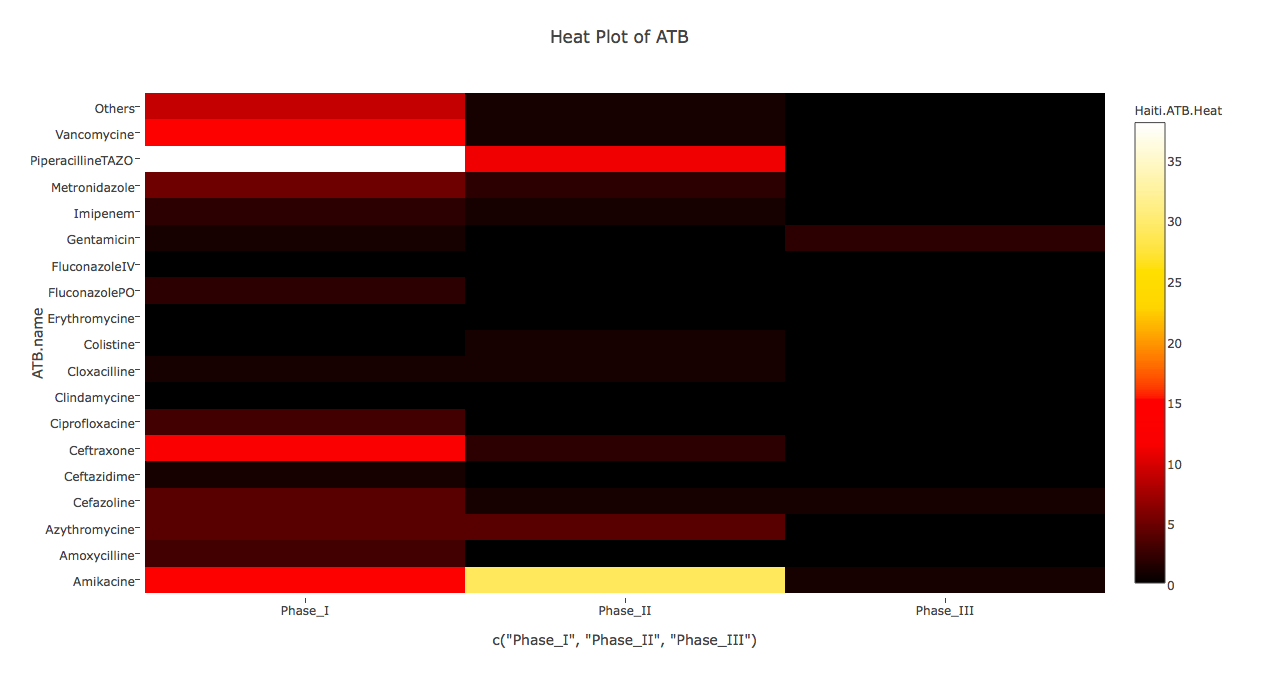 Heat Plot of ATB
Others
Vancomycine
PiperacillineTAZO
Metronidazole
Imipenem
Gentamicin
FluconazoleIV
FluconazolePO
Erythromycine
Colistine
Cloxacilline
Clindamycine
Ciprofloxacine
Ceftraxone
Ceftazidime
Cefazoline
Azythromycine
Amoxycilline
Amikacine
ATB.name
Phase_I Phase_II Phase_III
c("Phase_I", "Phase_II", "Phase_III")
Haiti.ATB.Heat
35
30
25
20
15
10
5
0